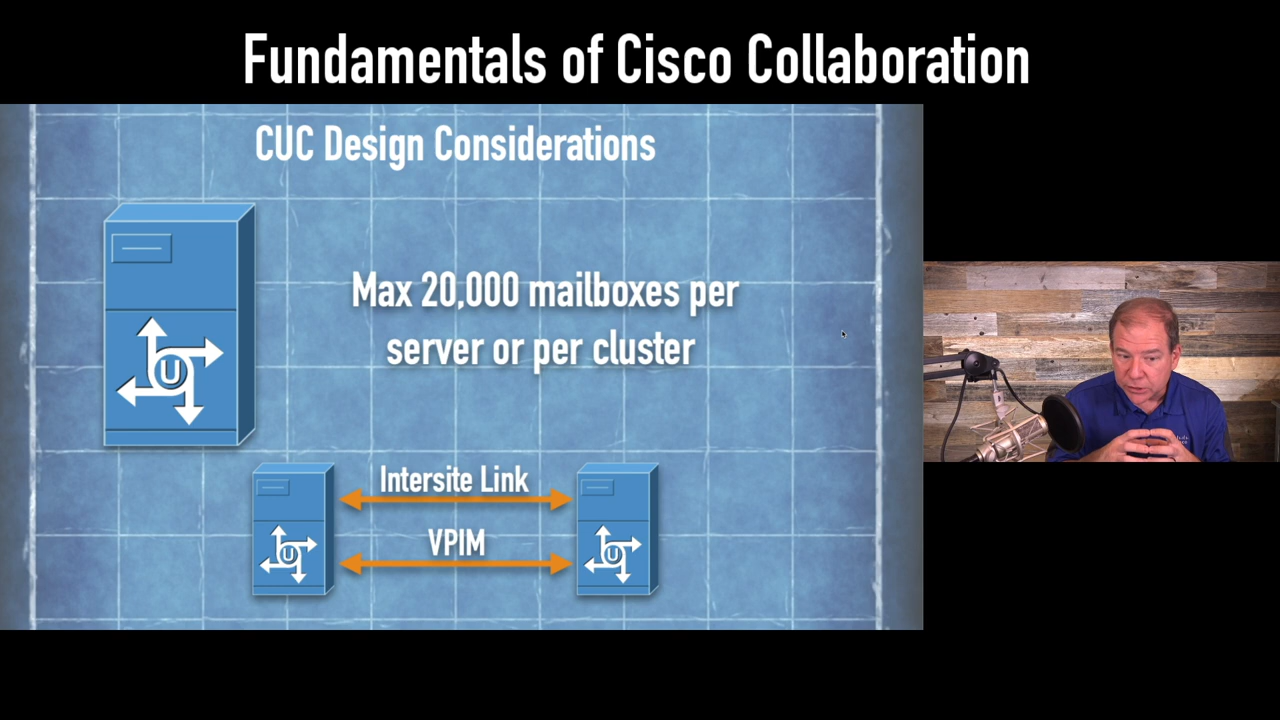 Fundamentals of Cisco Collaboration
CUC Design Considerations
Max 20,000 mailboxes per
server or per cluster
U
Intersite Link
VPIM
U
U